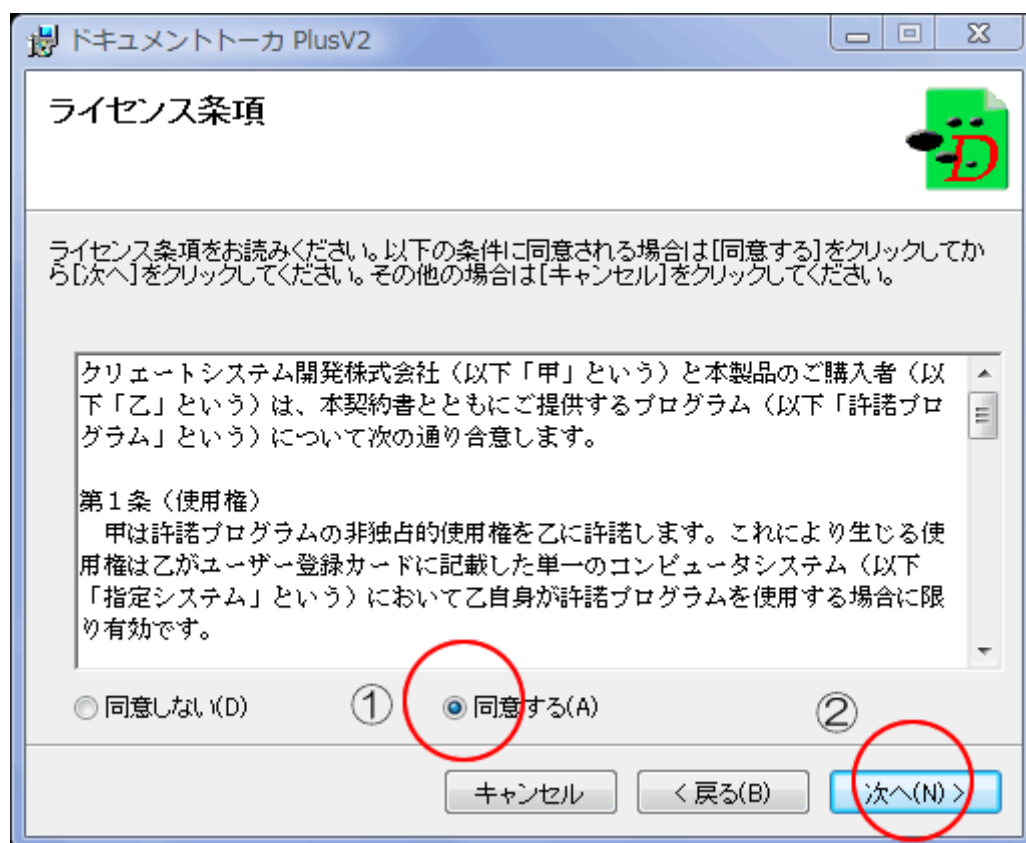 ドキュメントトーカ PlusV2
ライセンス条項
D
ライセンス条項をお読みください。以下の条件に同意される場合は[同意する]をクリックしてか
ら[次へ]をクリックしてください。その他の場合は[キャンセル]をクリックしてください。
クリエートシステム開発株式会社（以下「甲」という）と本製品のご購入者（以
下「乙」という）は、本契約書とともにご提供するプログラム（以下「許諾プロ
グラム」という）について次の通り合意します。
第１条（使用権）
甲は許諾プログラムの非独占的使用権を乙に許諾します。これにより生じる使
用権は乙がユーザー登録カードに記載した単一のコンピュータシステム（以下
「指定システム」という）において乙自身が許諾プログラムを使用する場合に限
り有効です。
同意しない(D) ① 同意する(A) ②
キャンセル < 戻る(B) 次へ(N) >